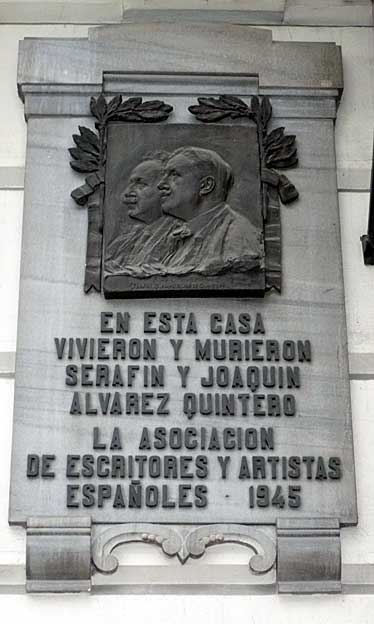 EN ESTA CASA
VIVIERON Y MURIERON
SERAFIN Y JOAQUIN
ALVAREZ QUINTERO
LA ASOCIACION
DE ESCRITORES Y ARTISTAS
ESPAÑOLES 1945